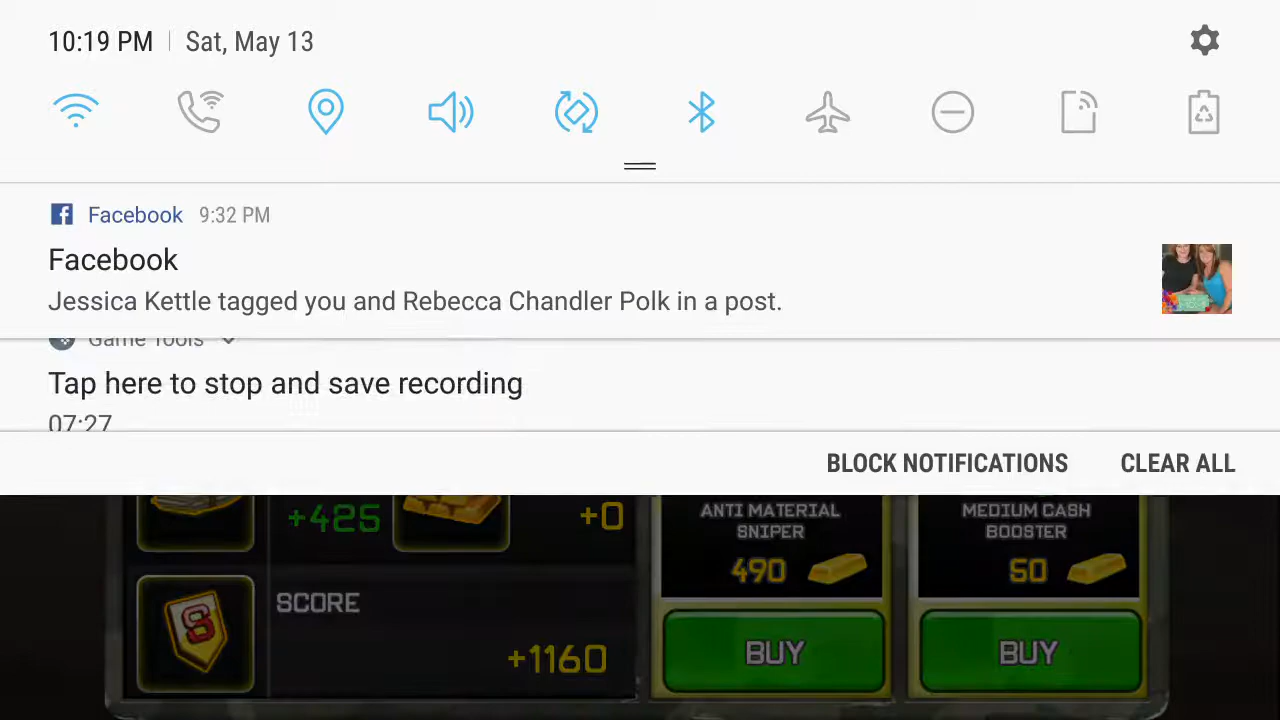 10:19 PM | Sat, May 13
Facebook 9:32 PM
Facebook
Jessica Kettle tagged you and Rebecca Chandler Polk in a post.
Game Tools
Tap here to stop and save recording
07:27
BLOCK NOTIFICATIONS CLEAR ALL
+425 +0
SCORE
+1160
ANTI MATERIAL
SNIPER
490
BUY
MEDIUM CASH
BOOSTER
50
BUY